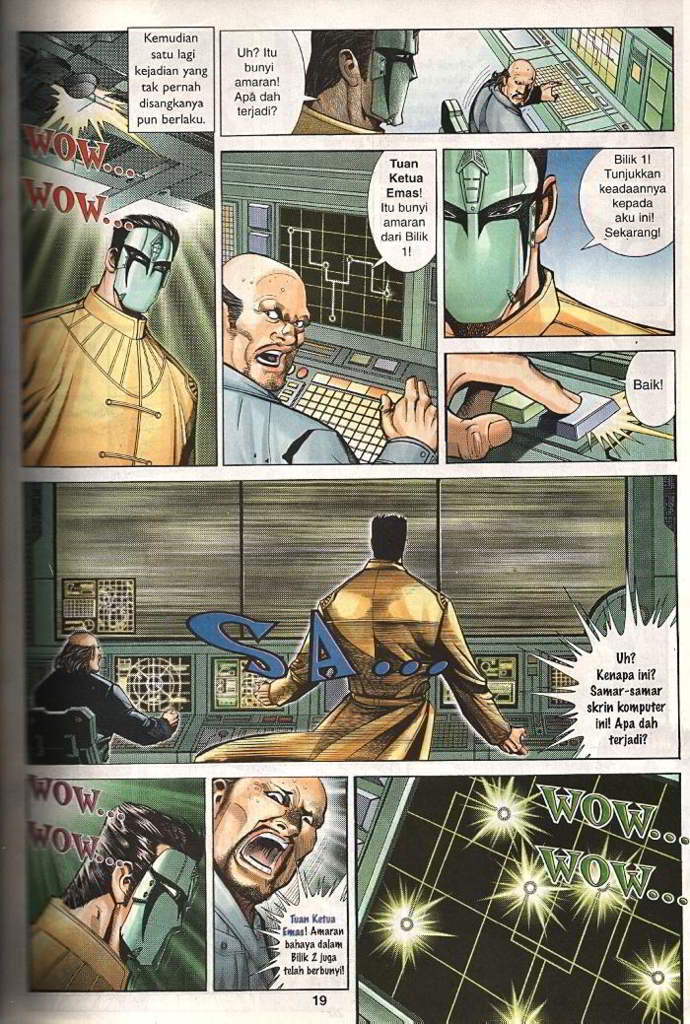 Kemudian
satu lagi
kejadian yang
tak pernah
disangkanya
pun berlaku.
WOW...
WOW...
Uh? Itu
bunyi
amaran!
Apa dah
terjadi?
Tuan
Ketua
Emas!
Itu bunyi
amaran
dari Bilik
1!
Bilik 1!
Tunjukkan
keadaannya
kepada
aku ini!
Sekarang!
Baik!
SA...
Uh?
Kenapa ini?
Samar-samar
skrin komputer
ini! Apa dah
terjadi?
WOW...
WOW...
Tuan Ketua
Emas! Amaran
bahaya dalam
Bilik 2 juga
telah berbunyi!
WOW...
WOW...
19